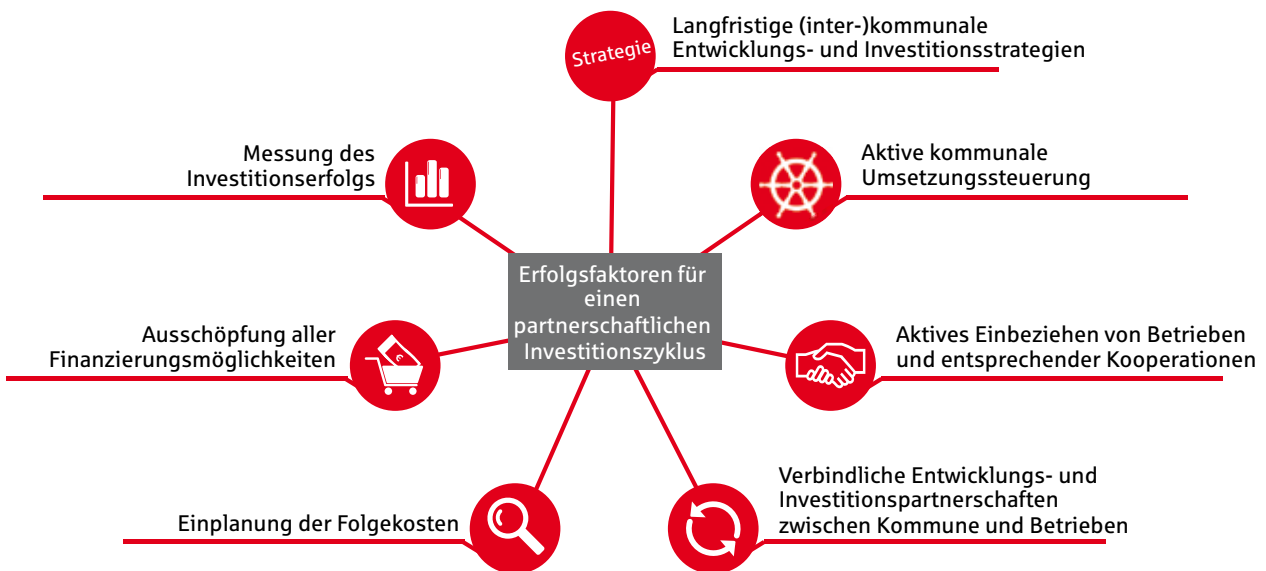 Strategie
Langfristige (inter-)kommunale
Entwicklungs- und Investitionsstrategien
Messung des
Investitionserfolgs
Aktive kommunale
Umsetzungssteuerung
Erfolgsfaktoren für
einen
partnerschaftlichen
Investitionszyklus
Ausschöpfung aller
Finanzierungsmöglichkeiten
€
Aktives Einbeziehen von Betrieben
und entsprechender Kooperationen
Einplanung der Folgekosten
Verbindliche Entwicklungs- und
Investitionspartnerschaften
zwischen Kommune und Betrieben